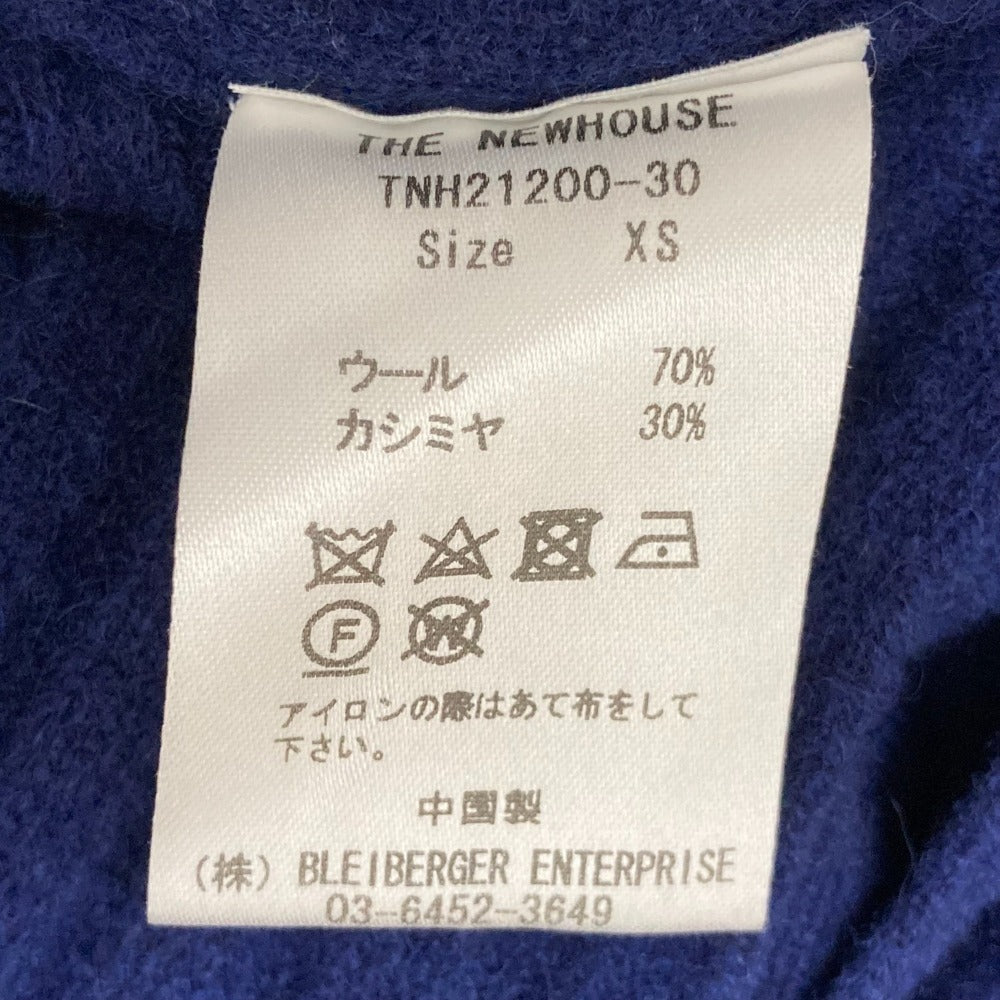 THE NEWHOUSE
TNH21200-30
Size XS
ウール 70%
カシミヤ 30%
F W
アイロンの際はあて布をして
下さい。
中国製
(株) BLEIBERGER ENTERPRISE
03-6452-3649